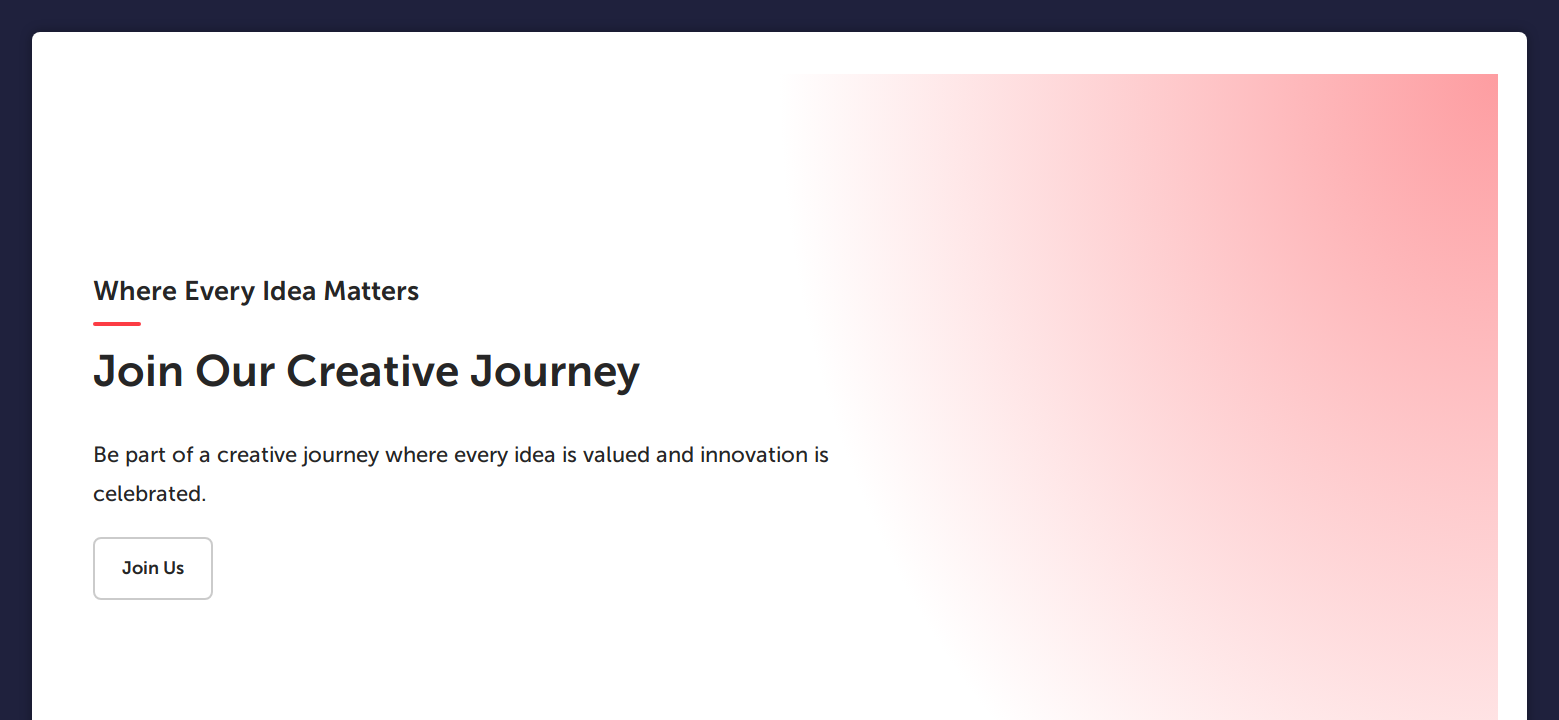 Where Every Idea Matters
Join Our Creative Journey
Be part of a creative journey where every idea is valued and innovation is
celebrated.
Join Us